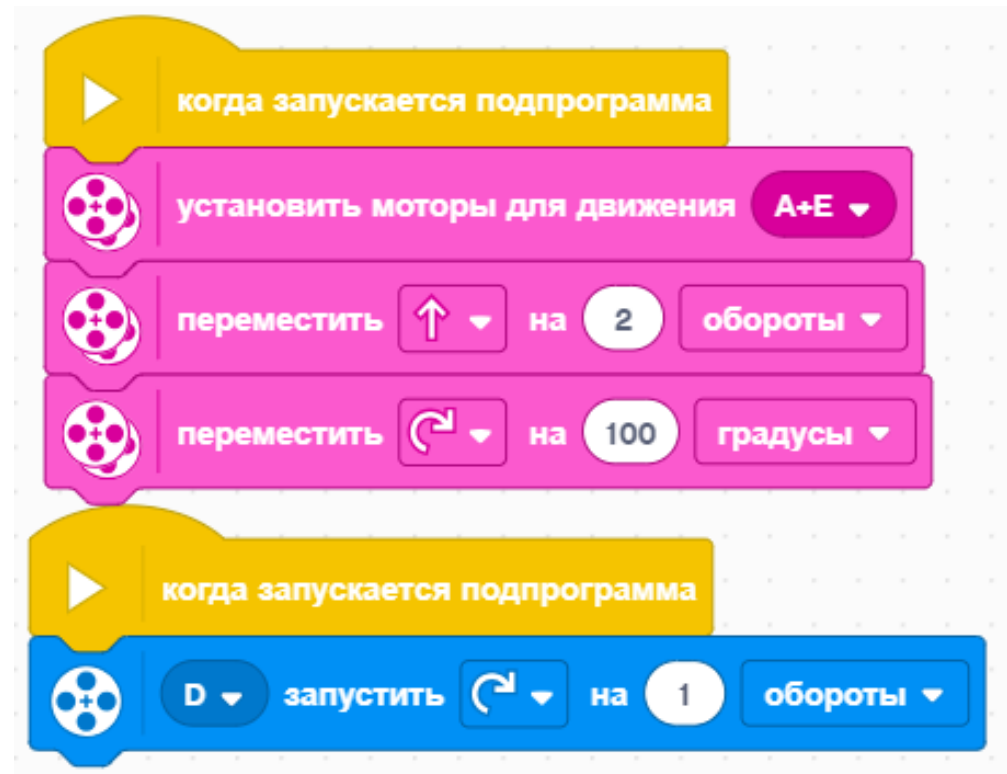 когда запускается подпрограмма
установить моторы для движения A+E
переместить на 2 обороты
переместить на 100 градусы
когда запускается подпрограмма
D запустить на 1 обороты